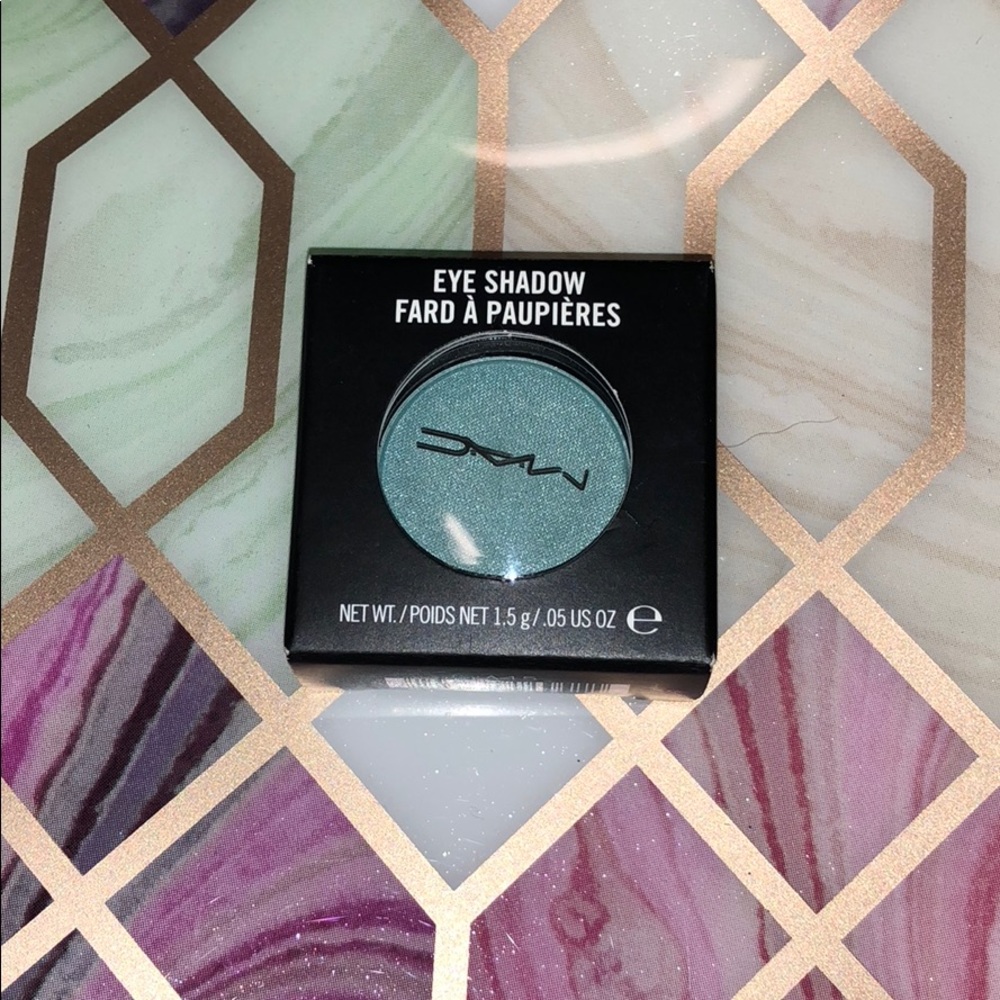 EYE SHADOW
FARD À PAUPIÈRES
MAC
NET WT./POIDS NET 1.5 g/.05 US OZ e